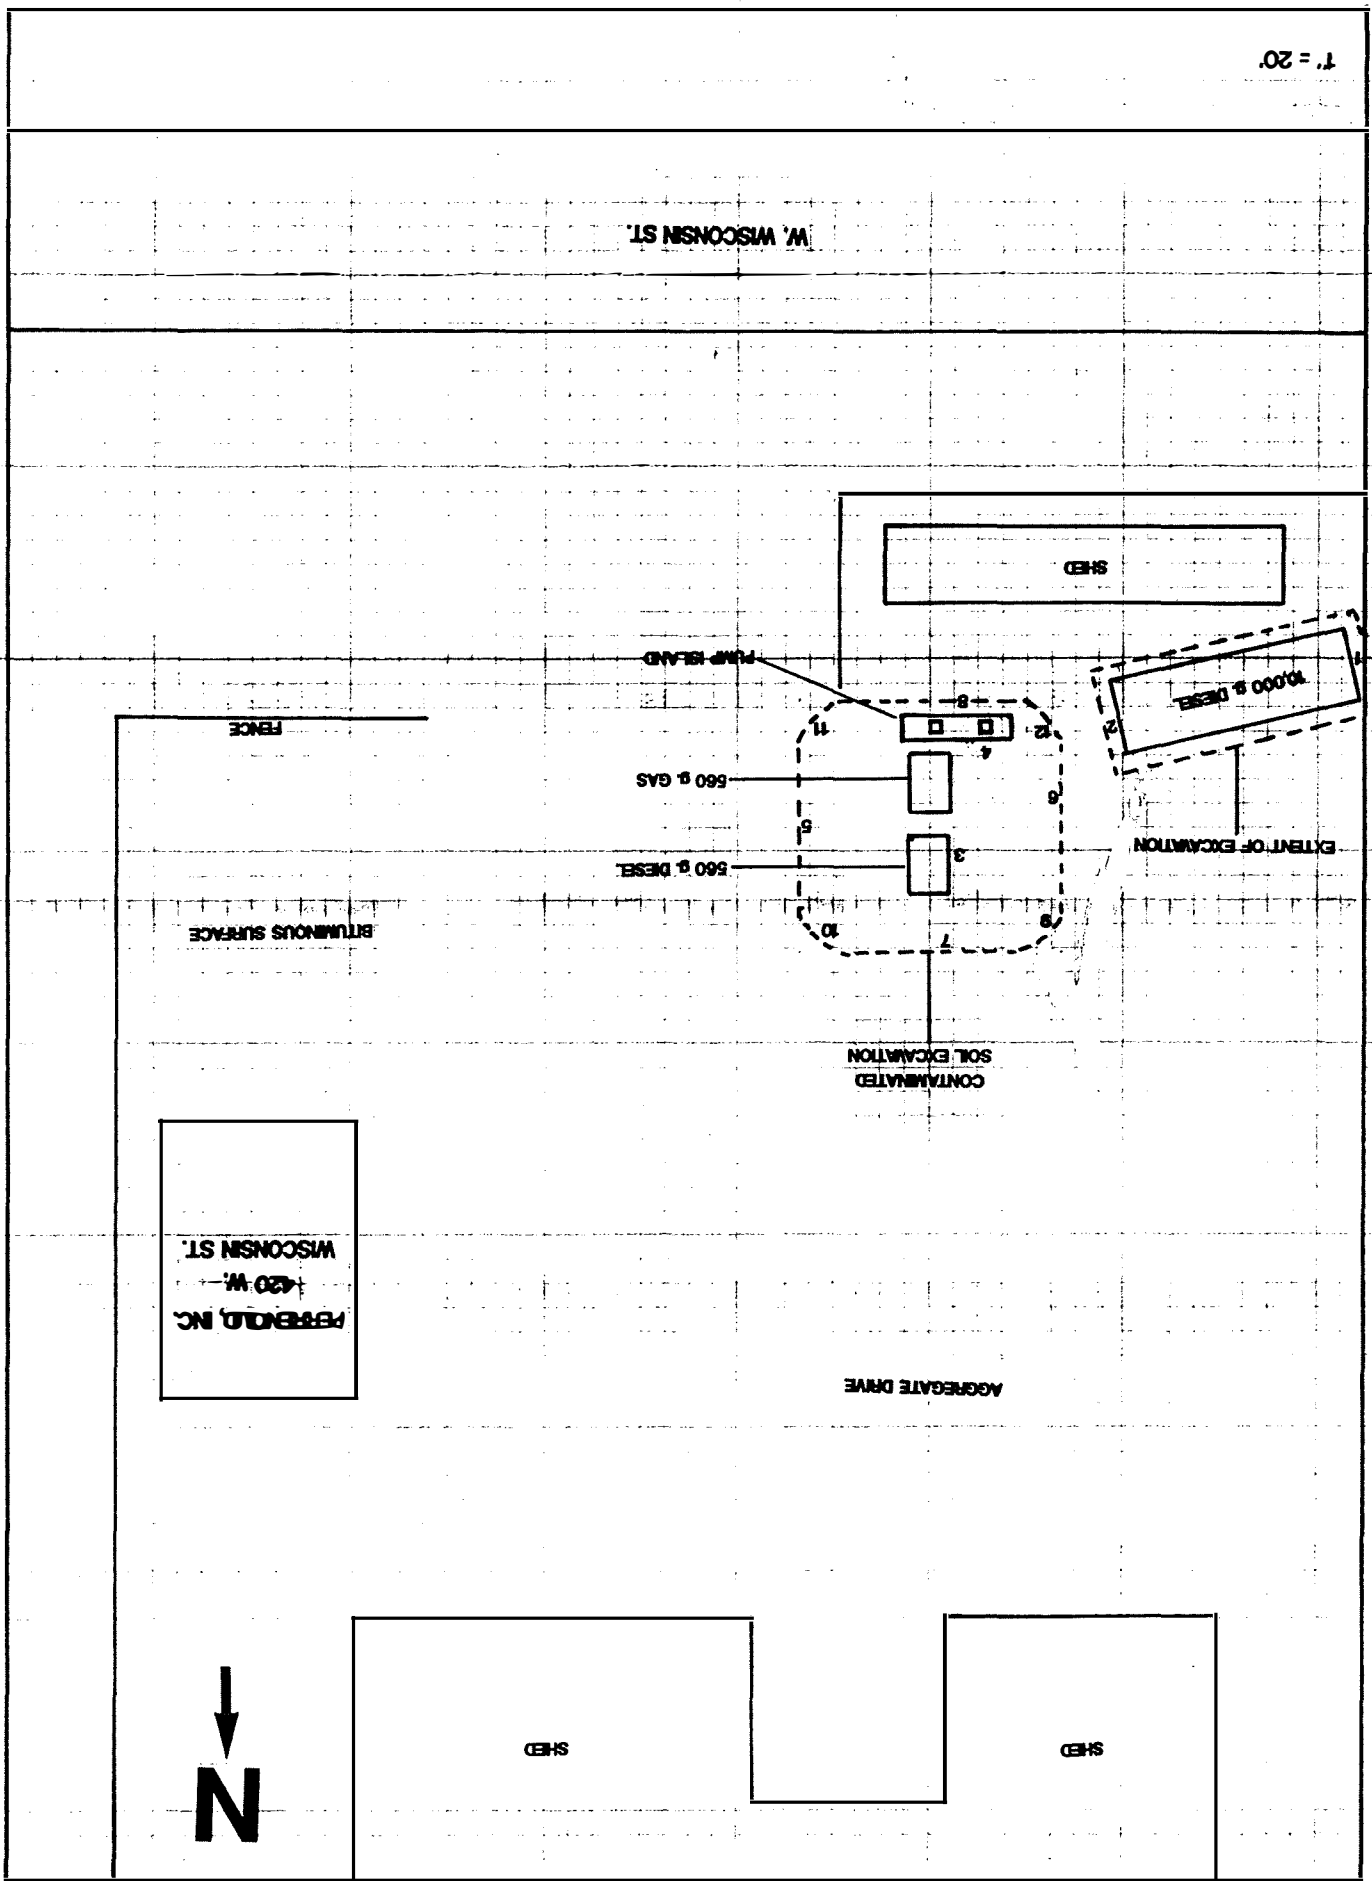 N
SHED
SHED
AGGREGATE DRIVE
PERRENOUD, INC.
420 W.
WISCONSIN ST.
CONTAMINATED
SOIL EXCAVATION
7
BITUMINOUS SURFACE
10
9
560 g. DIESEL
3
EXTENT OF EXCAVATION
5
6
560 g. GAS
4
12
11
FENCE
2
10,000 g. DIESEL
1
8
PUMP ISLAND
SHED
W. WISCONSIN ST.
1" = 20'